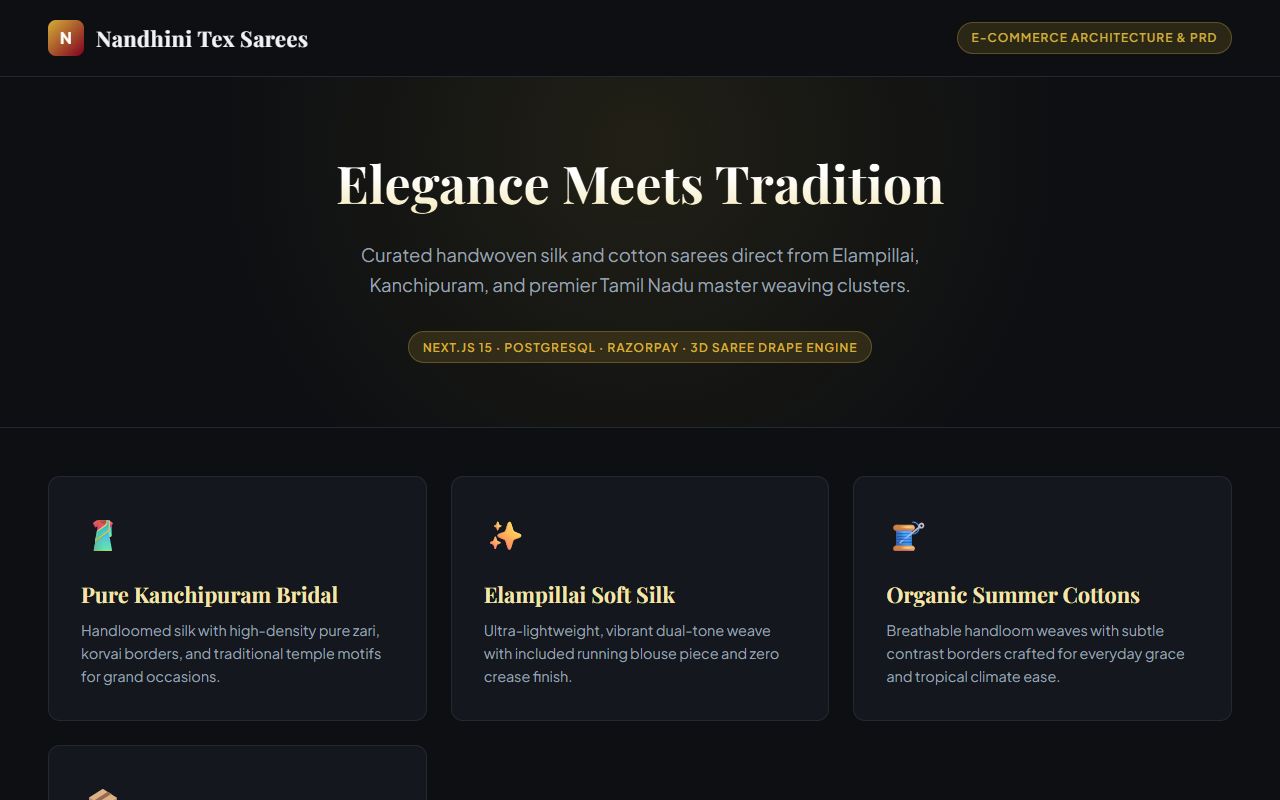 N
Nandhini Tex Sarees
E-COMMERCE ARCHITECTURE & PRD
Elegance Meets Tradition
Curated handwoven silk and cotton sarees direct from Elampillai,
Kanchipuram, and premier Tamil Nadu master weaving clusters.
NEXT.JS 15 · POSTGRESQL · RAZORPAY · 3D SAREE DRAPE ENGINE
Pure Kanchipuram Bridal
Handloomed silk with high-density pure zari,
korvai borders, and traditional temple motifs
for grand occasions.
Elampillai Soft Silk
Ultra-lightweight, vibrant dual-tone weave
with included running blouse piece and zero
crease finish.
Organic Summer Cottons
Breathable handloom weaves with subtle
contrast borders crafted for everyday grace
and tropical climate ease.